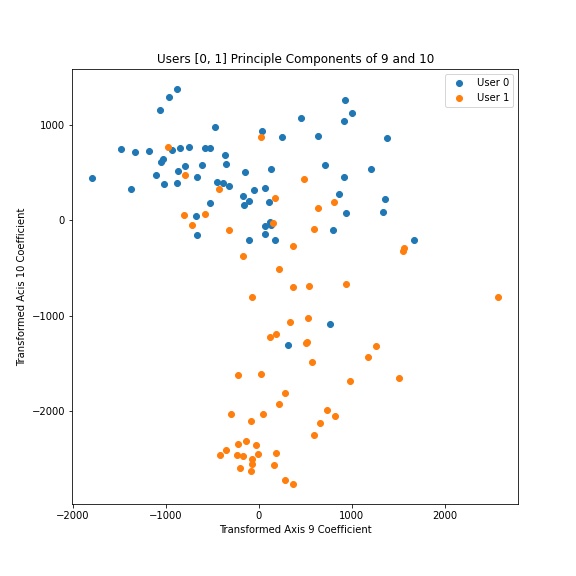 Users [0, 1] Principle Components of 9 and 10
User 0
User 1
1000
0
−1000
−2000
Transformed Acis 10 Coefficient
−2000
−1000
0
1000
2000
Transformed Axis 9 Coefficient